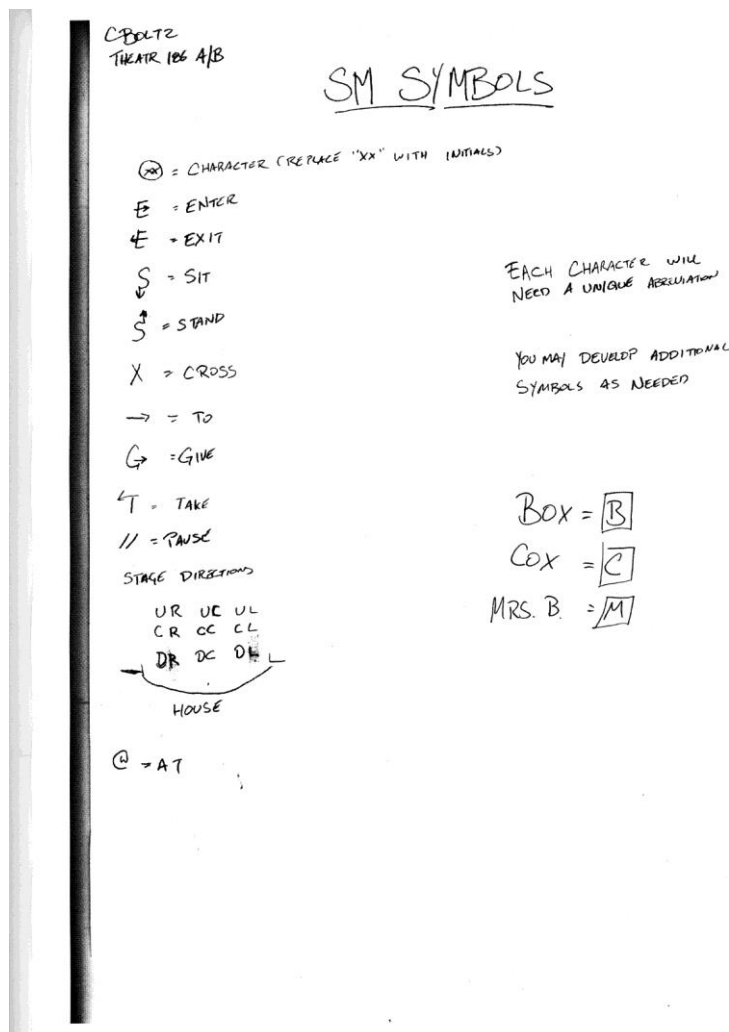 CBOLTZ
THEATR 186 A/B
SM SYMBOLS
XX = CHARACTER (REPLACE "XX" WITH INITIALS)
E = ENTER
E = EXIT
S = SIT
S = STAND
X = CROSS
→ = TO
G→ = GIVE
T = TAKE
// = PAUSE
STAGE DIRECTIONS
UR UC UL
CR CC CL
DR DC DL
HOUSE
@ = AT
EACH CHARACTER WILL
NEED A UNIQUE ABREVIATION
YOU MAY DEVELOP ADDITIONAL
SYMBOLS AS NEEDED
BOX = B
COX = C
MRS. B. = M